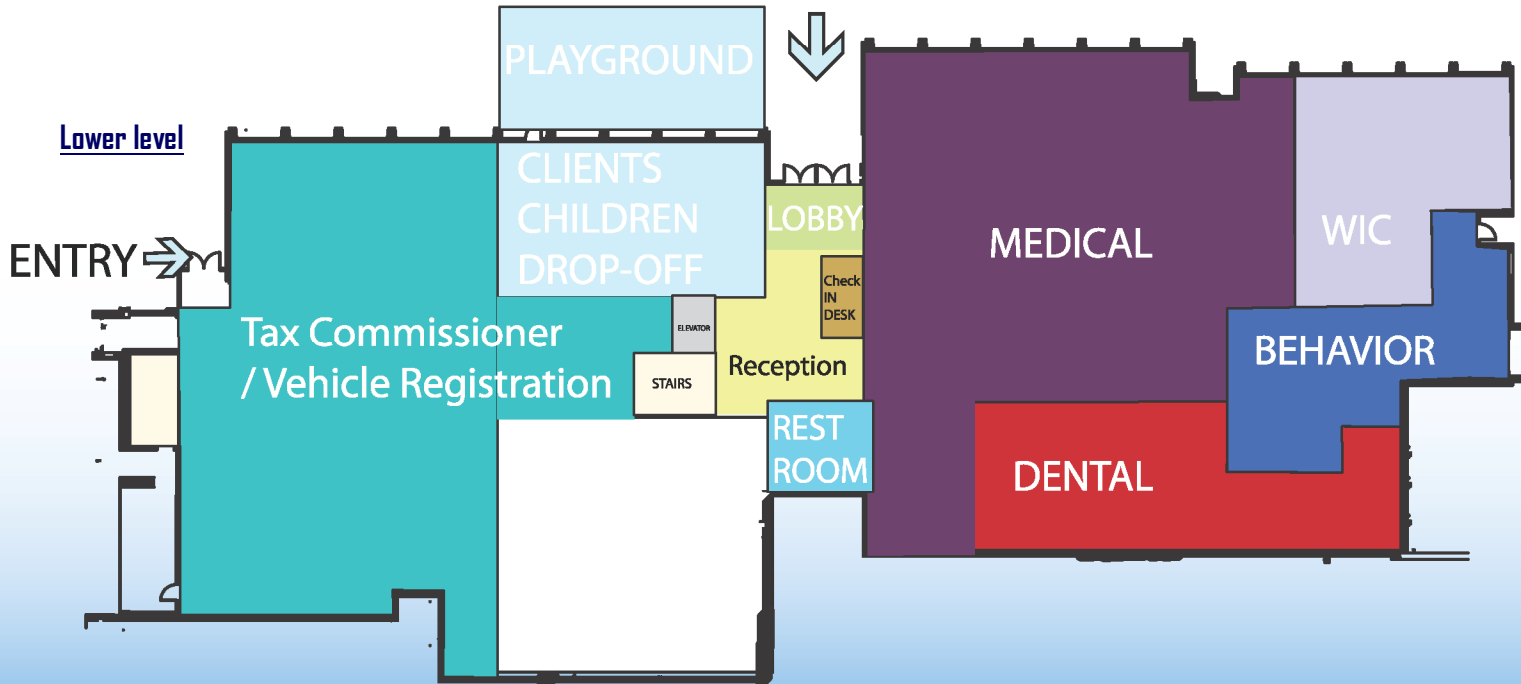 PLAYGROUND
Lower level
CLIENTS
CHILDREN
DROP-OFF
LOBBY
ENTRY
MEDICAL
WIC
Check
IN
DESK
Tax Commissioner
/ Vehicle Registration
ELEVATOR
STAIRS
Reception
BEHAVIOR
REST
ROOM
DENTAL